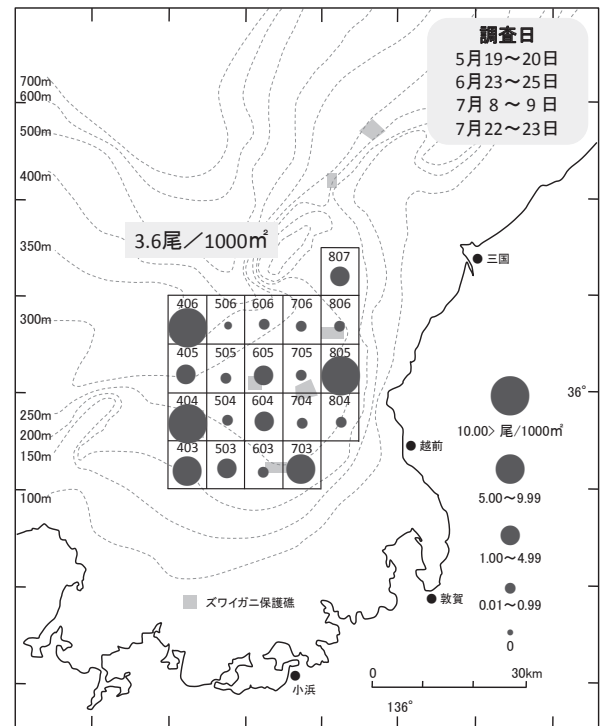 調査日
5月19～20日
6月23～25日
7月 8 ～ 9 日
7月22～23日
700m
600m
500m
400m
350m
300m
250m
200m
150m
100m
3.6尾／1000㎡
807
406 506 606 706 806
405 505 605 705 805
404 504 604 704 804
403 503 603 703
三国
越前
敦賀
小浜
36°
10.00> 尾/1000㎡
5.00～9.99
1.00～4.99
0.01～0.99
0
ズワイガニ保護礁
0 30km
136°